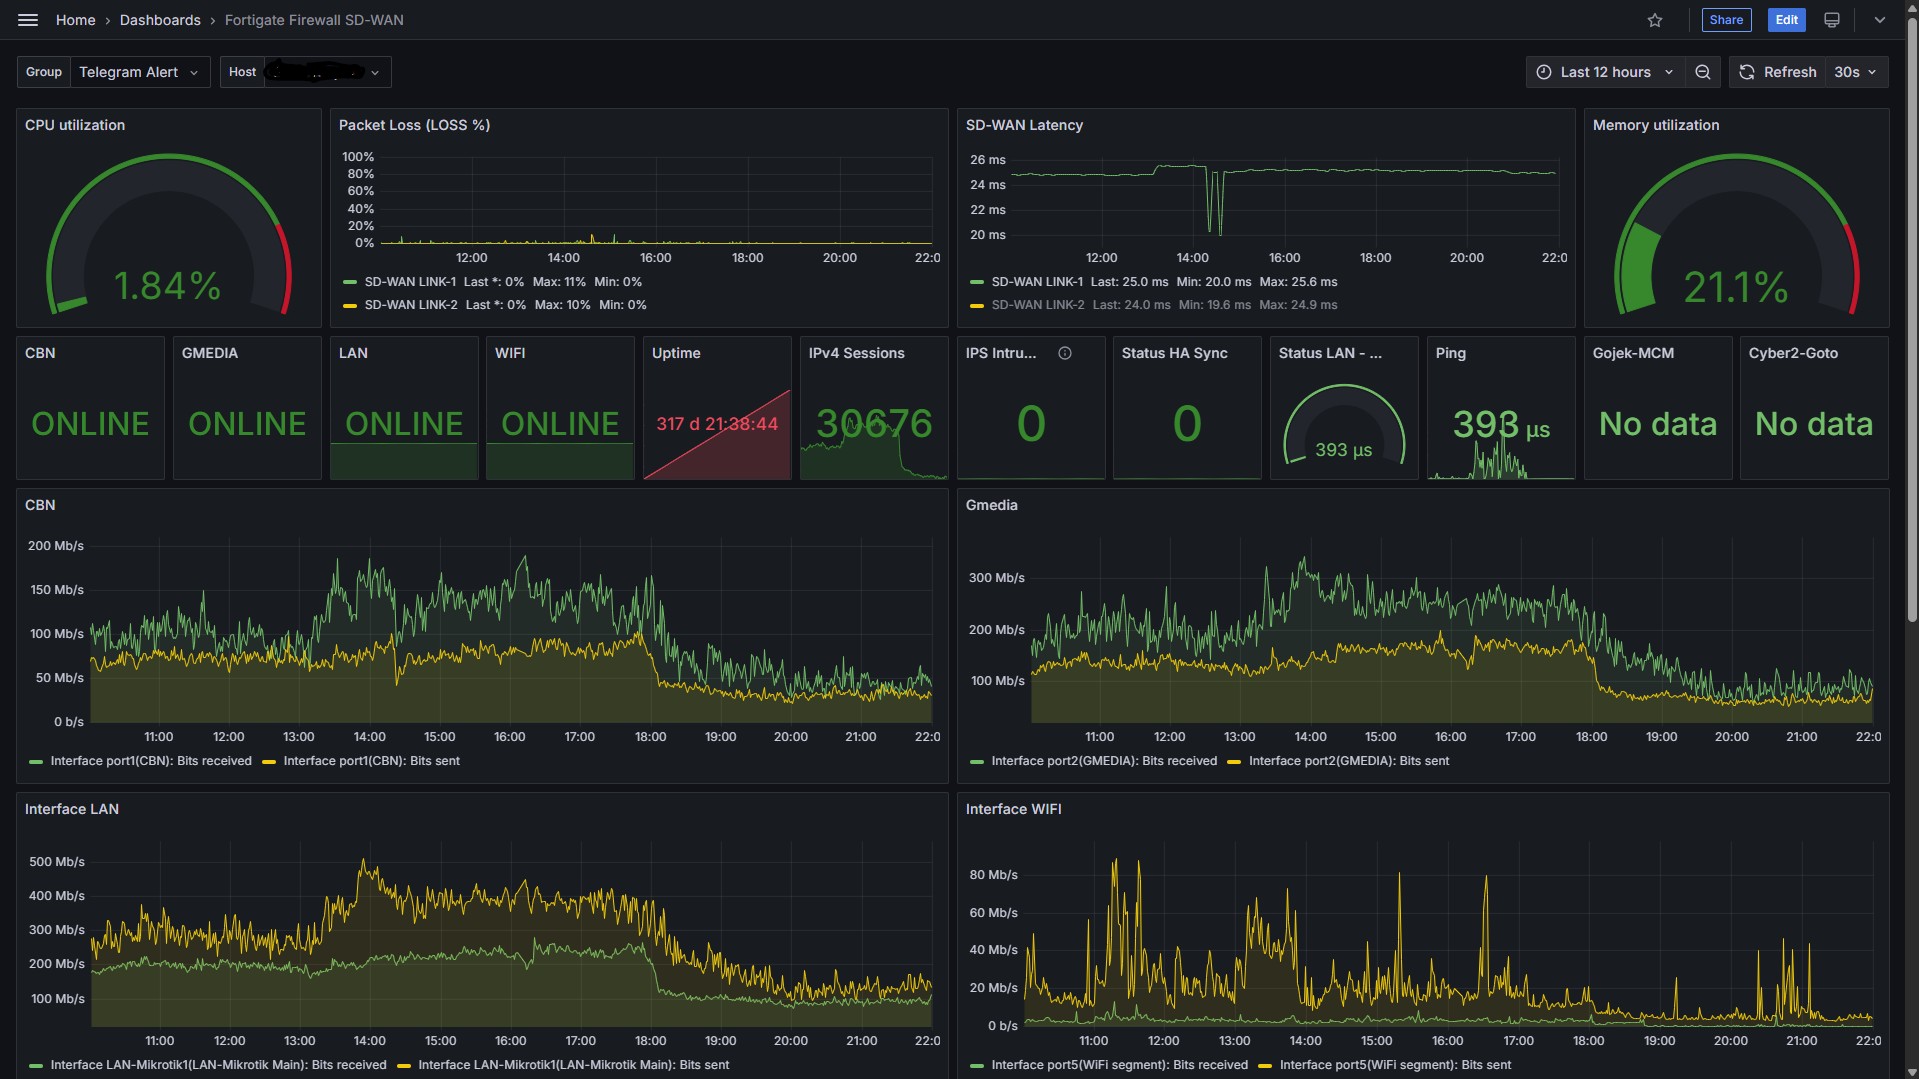 Home › Dashboards › Fortigate Firewall SD-WAN
Share
Edit
Group Telegram Alert
Host
Last 12 hours
Refresh 30s
CPU utilization
1.84%
Packet Loss (LOSS %)
100%
80%
60%
40%
20%
0%
12:00 14:00 16:00 18:00 20:00 22:0
SD-WAN LINK-1 Last *: 0% Max: 11% Min: 0%
SD-WAN LINK-2 Last *: 0% Max: 10% Min: 0%
SD-WAN Latency
26 ms
24 ms
22 ms
20 ms
12:00 14:00 16:00 18:00 20:00 22:0
SD-WAN LINK-1 Last: 25.0 ms Min: 20.0 ms Max: 25.6 ms
SD-WAN LINK-2 Last: 24.0 ms Min: 19.6 ms Max: 24.9 ms
Memory utilization
21.1%
CBN
ONLINE
GMEDIA
ONLINE
LAN
ONLINE
WIFI
ONLINE
Uptime
317 d 21:38:44
IPv4 Sessions
30676
IPS Intru...
0
Status HA Sync
0
Status LAN - ...
393 µs
Ping
393 µs
Gojek-MCM
No data
Cyber2-Goto
No data
CBN
200 Mb/s
150 Mb/s
100 Mb/s
50 Mb/s
0 b/s
11:00 12:00 13:00 14:00 15:00 16:00 17:00 18:00 19:00 20:00 21:00 22:0
Interface port1(CBN): Bits received Interface port1(CBN): Bits sent
Gmedia
300 Mb/s
200 Mb/s
100 Mb/s
11:00 12:00 13:00 14:00 15:00 16:00 17:00 18:00 19:00 20:00 21:00 22:0
Interface port2(GMEDIA): Bits received Interface port2(GMEDIA): Bits sent
Interface LAN
500 Mb/s
400 Mb/s
300 Mb/s
200 Mb/s
100 Mb/s
11:00 12:00 13:00 14:00 15:00 16:00 17:00 18:00 19:00 20:00 21:00 22:0
Interface LAN-Mikrotik1(LAN-Mikrotik Main): Bits received Interface LAN-Mikrotik1(LAN-Mikrotik Main): Bits sent
Interface WIFI
80 Mb/s
60 Mb/s
40 Mb/s
20 Mb/s
0 b/s
11:00 12:00 13:00 14:00 15:00 16:00 17:00 18:00 19:00 20:00 21:00 22:0
Interface port5(WiFi segment): Bits received Interface port5(WiFi segment): Bits sent